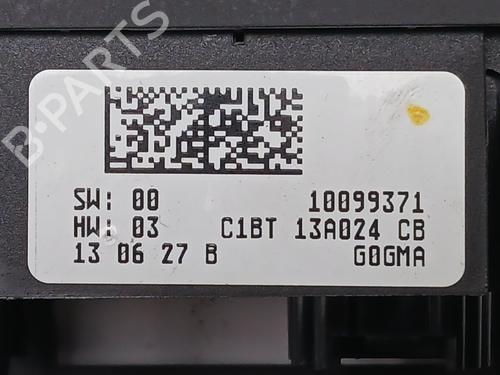 B-PARTS
SW: 00 10099371
HW: 03 C1BT 13A024 CB
13 06 27 B G0GMA